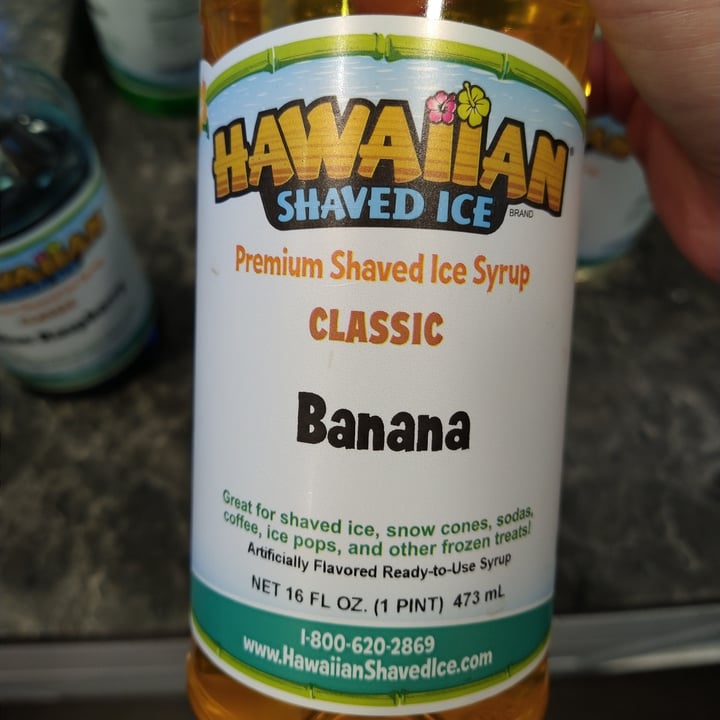 HAWAIIAN
SHAVED ICE BRAND
Premium Shaved Ice Syrup
CLASSIC
Banana
Great for shaved ice, snow cones, sodas,
coffee, ice pops, and other frozen treats!
Artificially Flavored Ready-to-Use Syrup
NET 16 FL OZ. (1 PINT) 473 mL
1-800-620-2869
www.HawaiianShavedIce.com